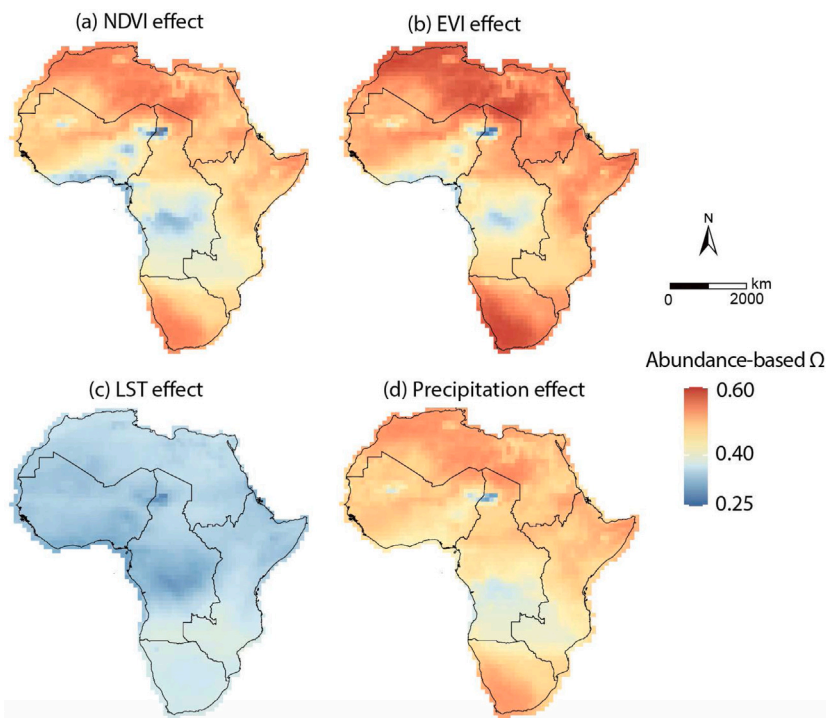 (a) NDVI effect
(b) EVI effect
N
km
0 2000
Abundance-based Ω
0.60
0.40
0.25
(c) LST effect
(d) Precipitation effect